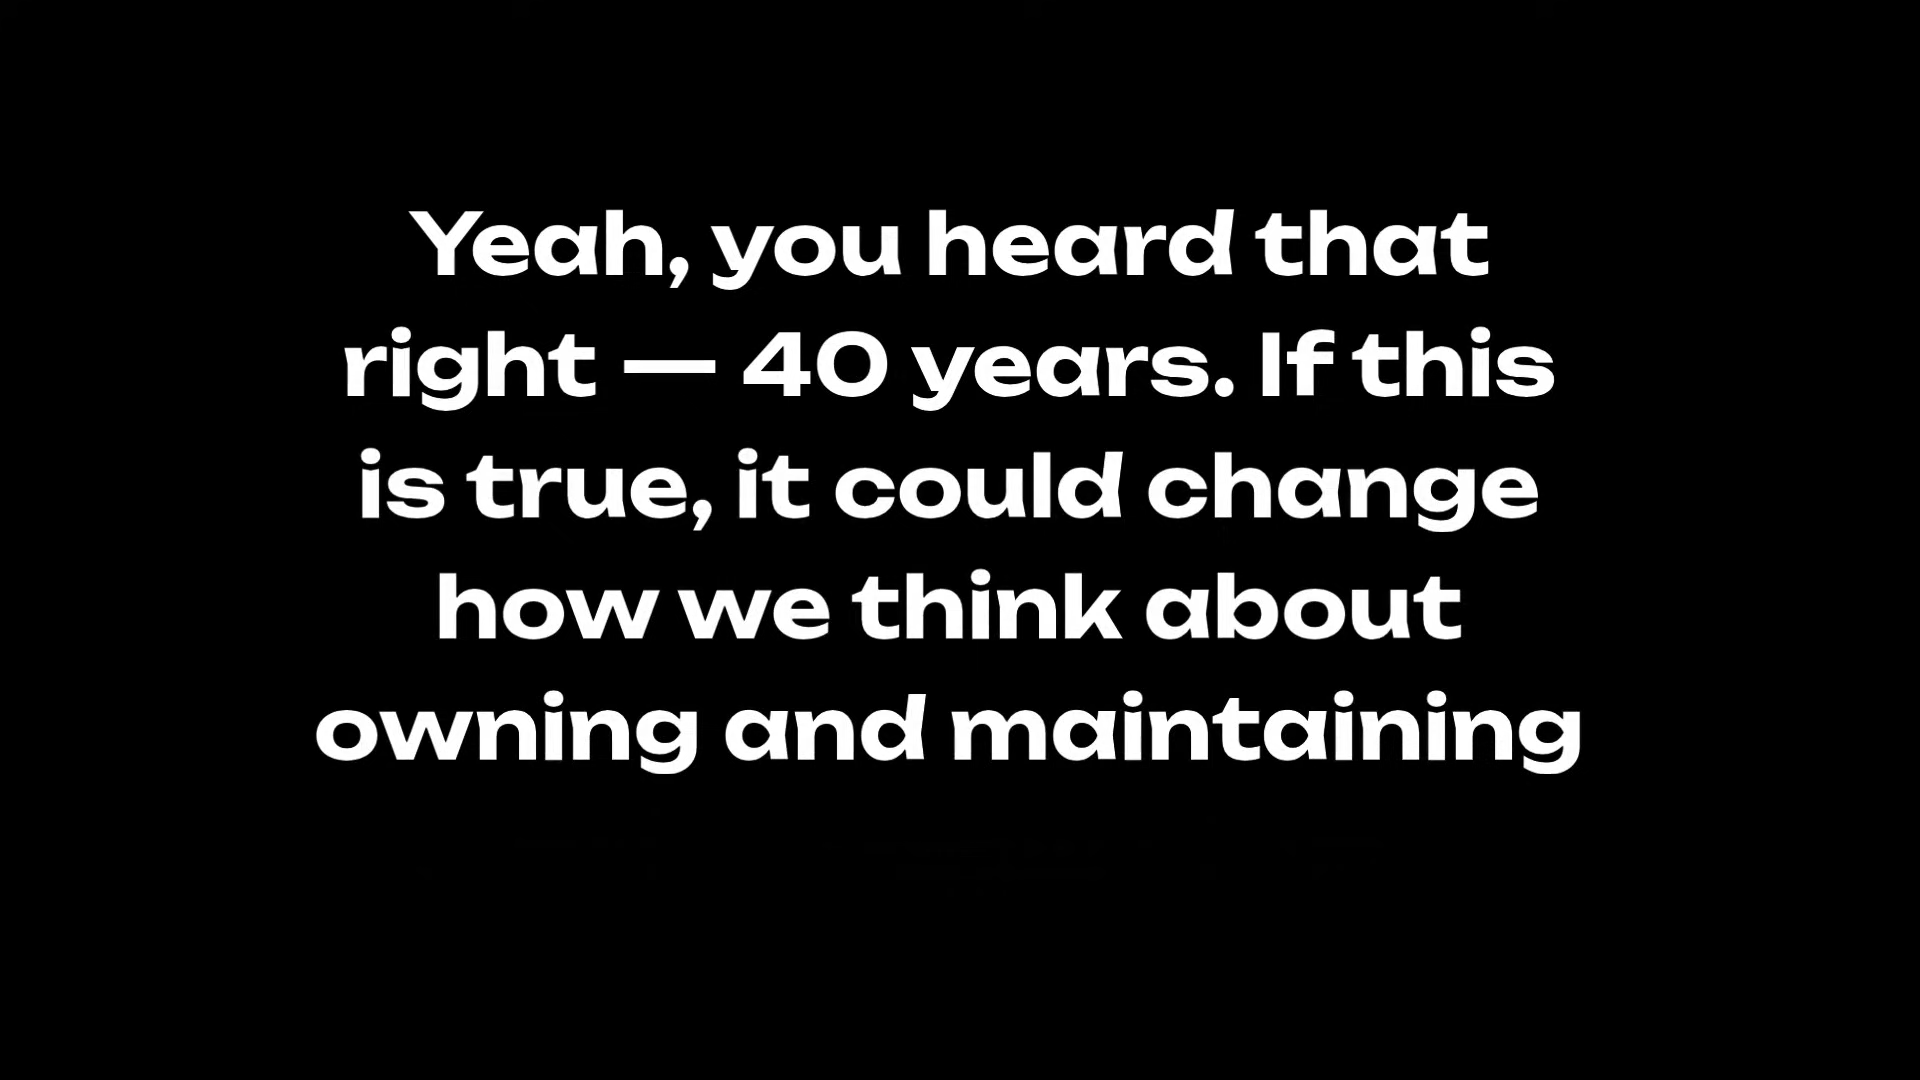 Yeah, you heard that
right — 40 years. If this
is true, it could change
how we think about
owning and maintaining